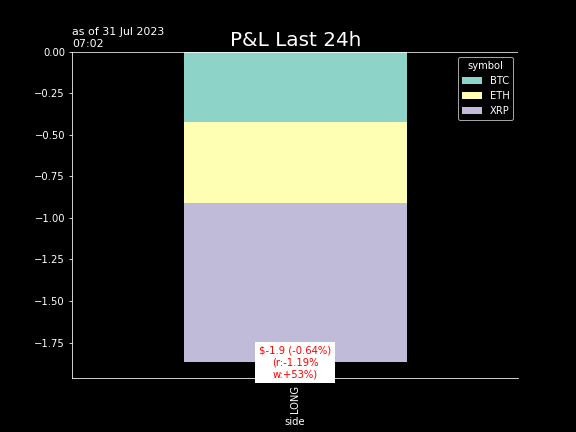 as of 31 Jul 2023
07:02
P&L Last 24h
symbol
BTC
ETH
XRP
0.00
−0.25
−0.50
−0.75
−1.00
−1.25
−1.50
−1.75
$-1.9 (-0.64%)
(r:-1.19%
w:+53%)
LONG
side